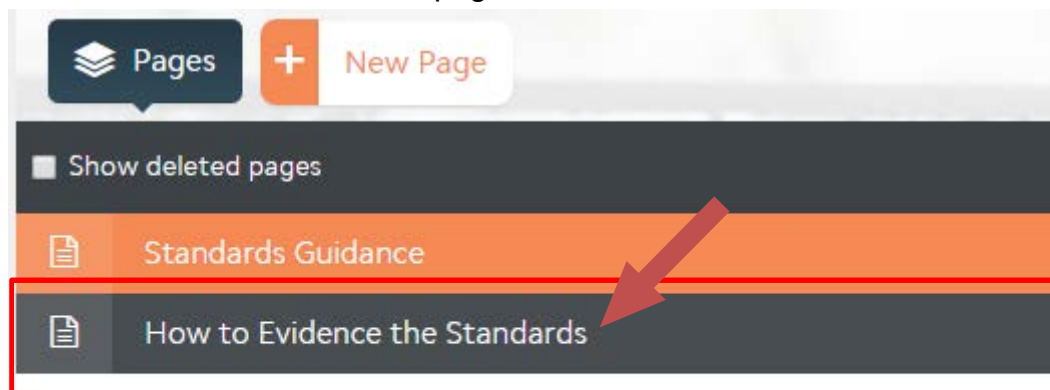 Pages + New Page
Show deleted pages
Standards Guidance
How to Evidence the Standards